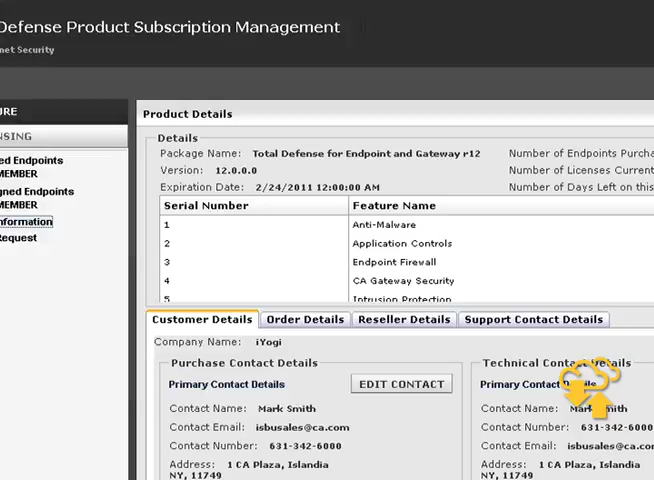 Defense Product Subscription Management
net Security
URE
NSING
ed Endpoints
MEMBER
gned Endpoints
MEMBER
nformation
Request
Product Details
Details
Package Name: Total Defense for Endpoint and Gateway r12
Number of Endpoints Purcha
Version: 12.0.0.0
Number of Licenses Current
Expiration Date: 2/24/2011 12:00:00 AM
Number of Days Left on this
Serial Number Feature Name
1 Anti-Malware
2 Application Controls
3 Endpoint Firewall
4 CA Gateway Security
5 Intrusion Protection
Customer Details Order Details Reseller Details Support Contact Details
Company Name: iYogi
Purchase Contact Details
Primary Contact Details EDIT CONTACT
Contact Name: Mark Smith
Contact Email: isbusales@ca.com
Contact Number: 631-342-6000
Address: 1 CA Plaza, Islandia
NY, 11749
Technical Contact Details
Primary Contact Details
Contact Name: Mark Smith
Contact Number: 631-342-6000
Contact Email: isbusales@ca.co
Address: 1 CA Plaza, Islandia
NY, 11749